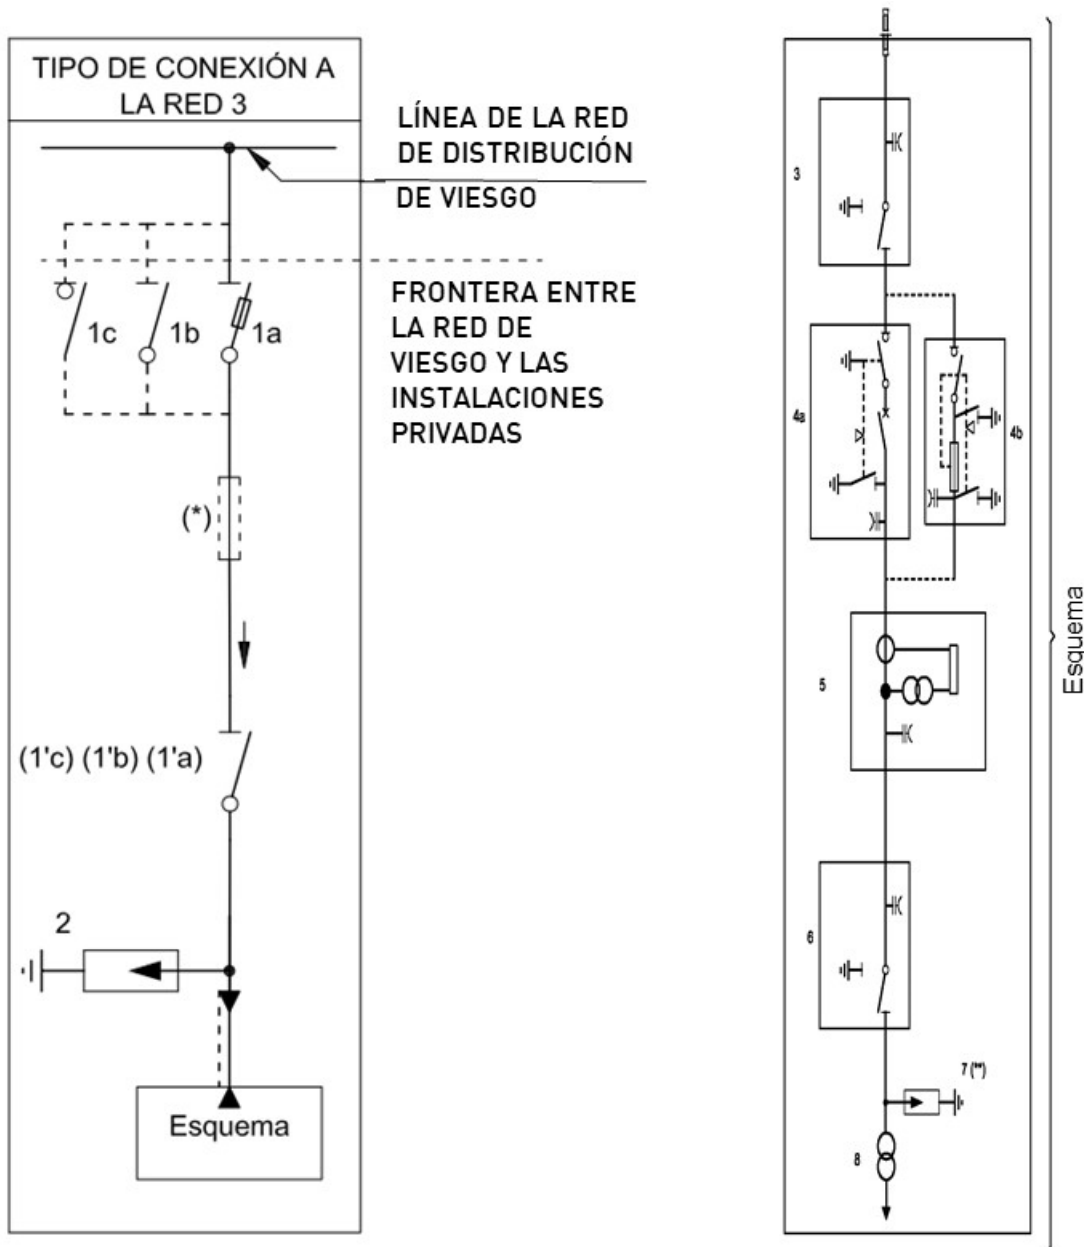 TIPO DE CONEXIÓN A
LA RED 3
LÍNEA DE LA RED
DE DISTRIBUCIÓN
DE VIESGO
1c
1b
1a
FRONTERA ENTRE
LA RED DE
VIESGO Y LAS
INSTALACIONES
PRIVADAS
(*)
(1'c) (1'b) (1'a)
2
Esquema
3
4a
4b
5
6
7 (**)
8
Esquema